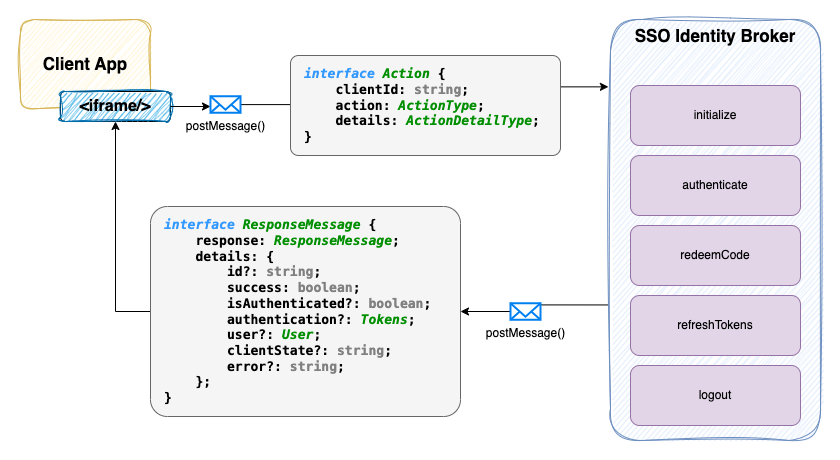 Client App
<iframe/>
postMessage()
interface Action {
    clientId: string;
    action: ActionType;
    details: ActionDetailType;
}
SSO Identity Broker
initialize
authenticate
redeemCode
refreshTokens
logout
postMessage()
interface ResponseMessage {
    response: ResponseMessage;
    details: {
        id?: string;
        success: boolean;
        isAuthenticated?: boolean;
        authentication?: Tokens;
        user?: User;
        clientState?: string;
        error?: string;
    };
}